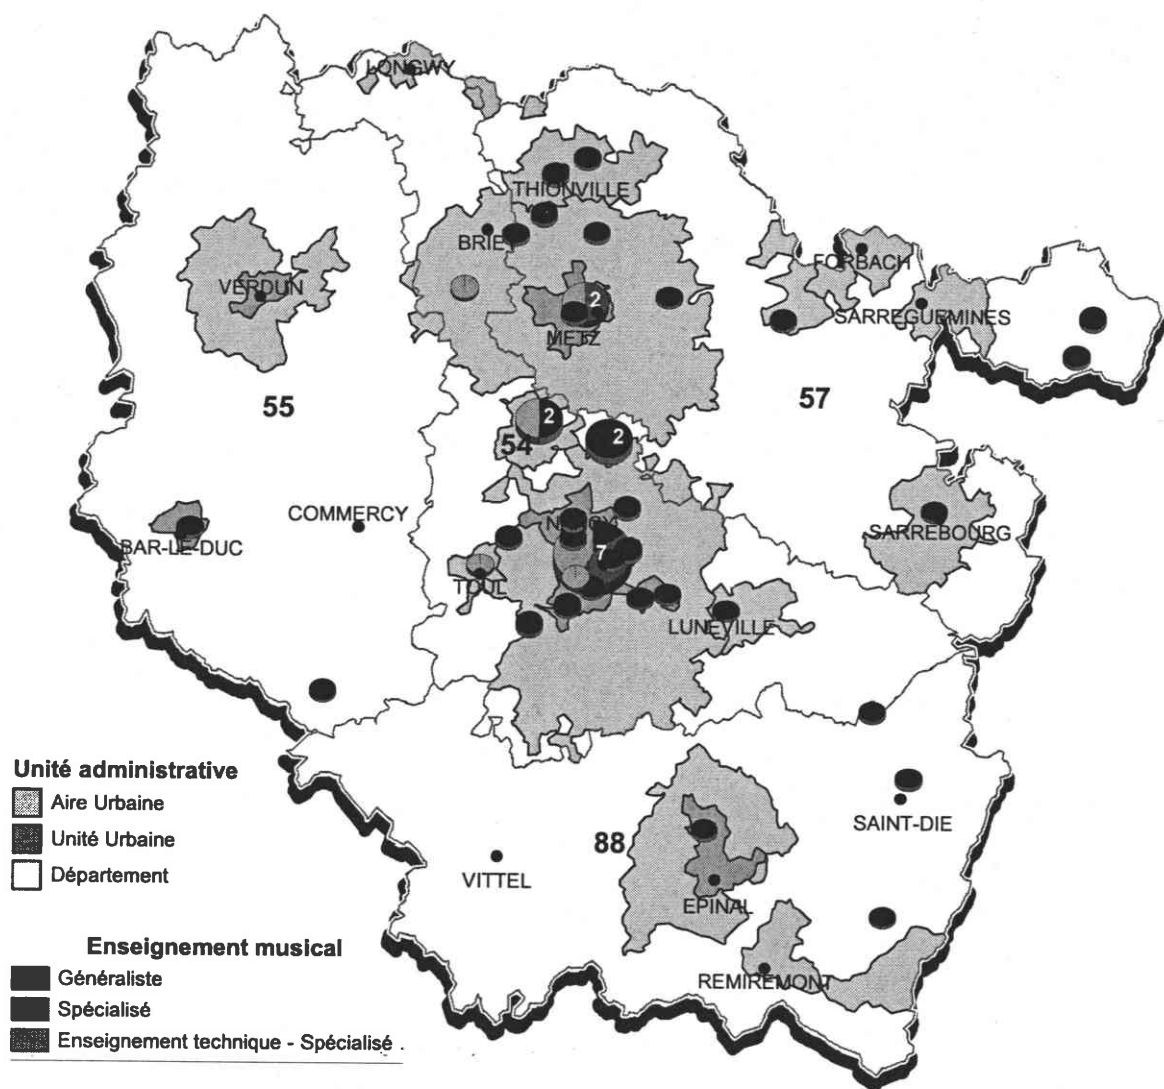 LONGWY
THIONVILLE
BRIEY
FORBACH
VERDUN
2
SARREGUEMINES
METZ
55
57
2
2
54
COMMERCY
NANCY
SARREBOURG
BAR-LE-DUC
7
TOUL
LUNEVILLE
Unité administrative
Aire Urbaine
Unité Urbaine
Département
SAINT-DIE
88
VITTEL
EPINAL
REMIREMONT
Enseignement musical
Généraliste
Spécialisé
Enseignement technique - Spécialisé .